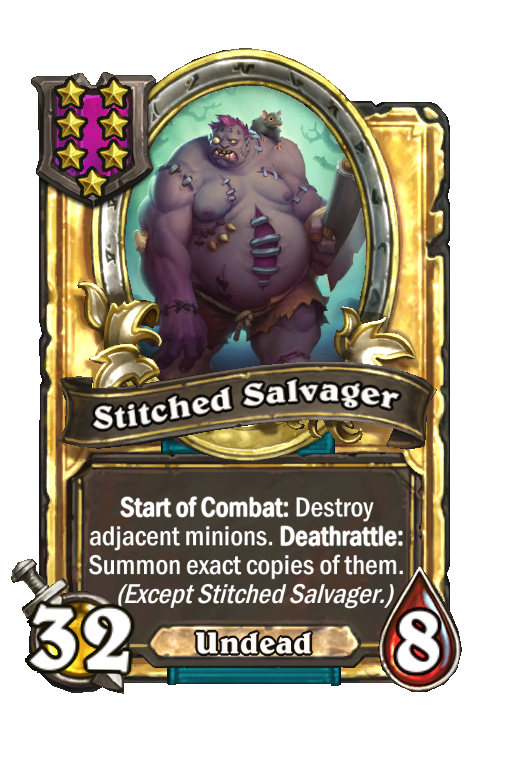 Stitched Salvager
Start of Combat: Destroy
adjacent minions. Deathrattle:
Summon exact copies of them.
(Except Stitched Salvager.)
32
Undead
8